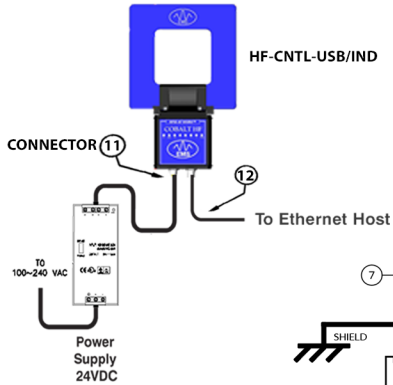 HF-CNTL-USB/IND
COBALT HF
EMS
CONNECTOR 11
12
To Ethernet Host
TO
100~240 VAC
7
SHIELD
Power
Supply
24VDC